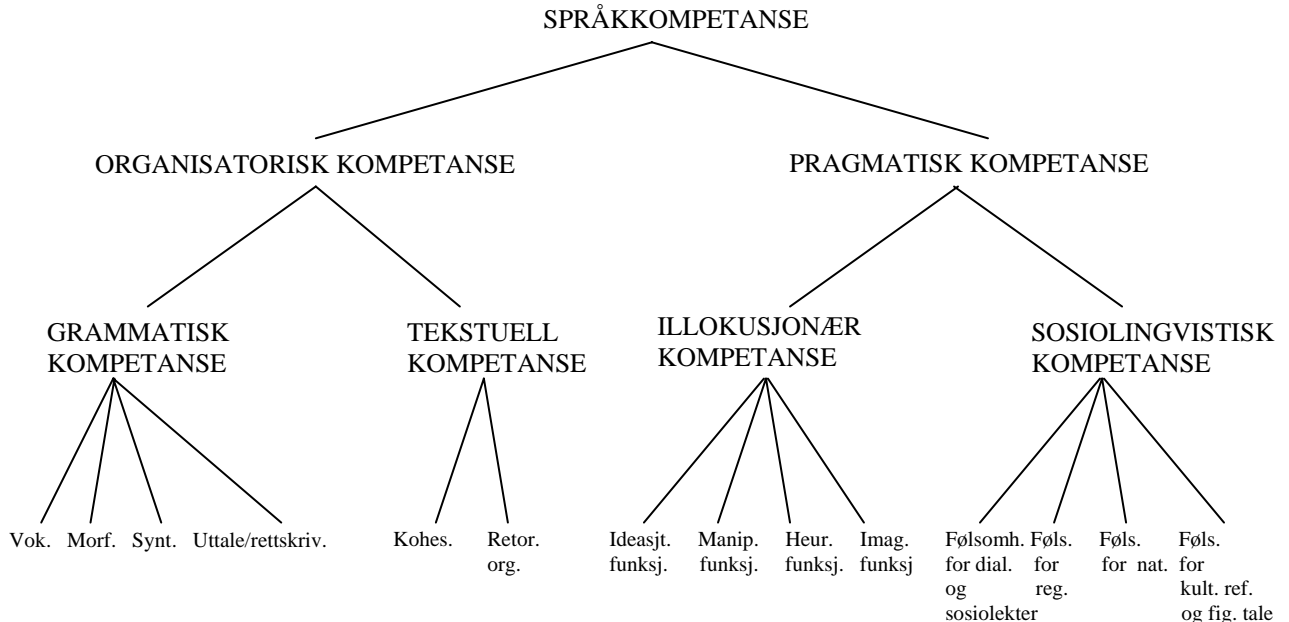 SPRÅKKOMPETANSE
ORGANISATORISK KOMPETANSE
PRAGMATISK KOMPETANSE
GRAMMATISK
KOMPETANSE
TEKSTUELL
KOMPETANSE
ILLOKUSJONÆR
KOMPETANSE
SOSIOLINGVISTISK
KOMPETANSE
Vok.
Morf.
Synt.
Uttale/rettskriv.
Kohes.
Retor.
org.
Ideasjt.
funksj.
Manip.
funksj.
Heur.
funksj.
Imag.
funksj
Følsomh.
for dial.
og
sosiolekter
Føls.
for
reg.
Føls.
for nat.
Føls.
for
kult. ref.
og fig. tale